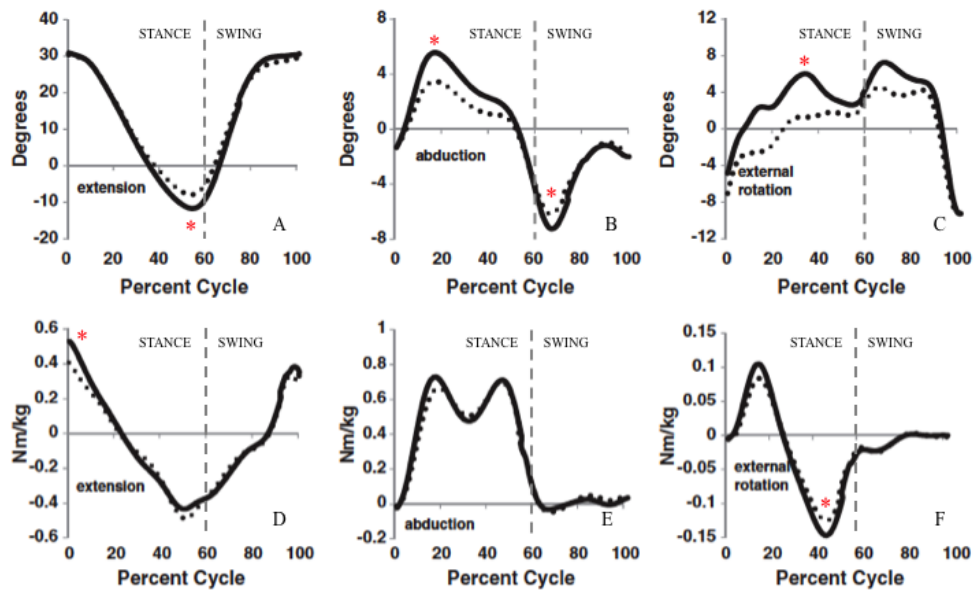 STANCE SWING
40
30
20
10
0
-10
-20
Degrees
extension
*
A
0 20 40 60 80 100
Percent Cycle
STANCE SWING
8
4
0
-4
-8
Degrees
*
abduction
*
B
0 20 40 60 80 100
Percent Cycle
STANCE SWING
12
8
4
0
-4
-8
-12
Degrees
*
external
rotation
C
0 20 40 60 80 100
Percent Cycle
STANCE SWING
0.6
0.4
0.2
0
-0.2
-0.4
-0.6
Nm/kg
*
extension
D
0 20 40 60 80 100
Percent Cycle
STANCE SWING
1
0.8
0.6
0.4
0.2
0
-0.2
Nm/kg
abduction
E
0 20 40 60 80 100
Percent Cycle
STANCE SWING
0.15
0.1
0.05
0
-0.05
-0.1
-0.15
Nm/kg
external
rotation
*
F
0 20 40 60 80 100
Percent Cycle